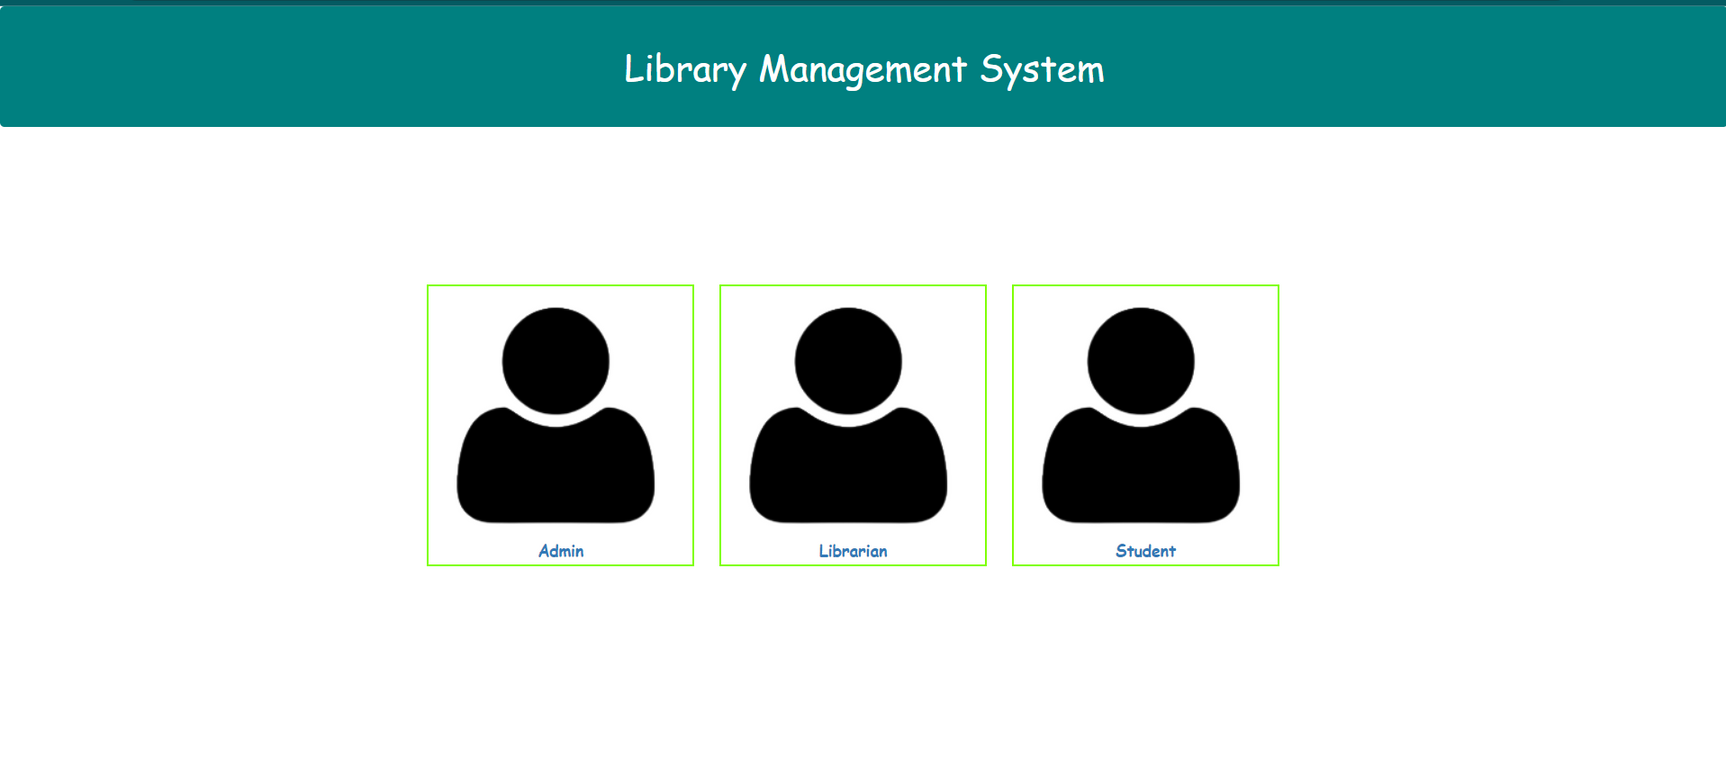 Library Management System
Admin
Librarian
Student